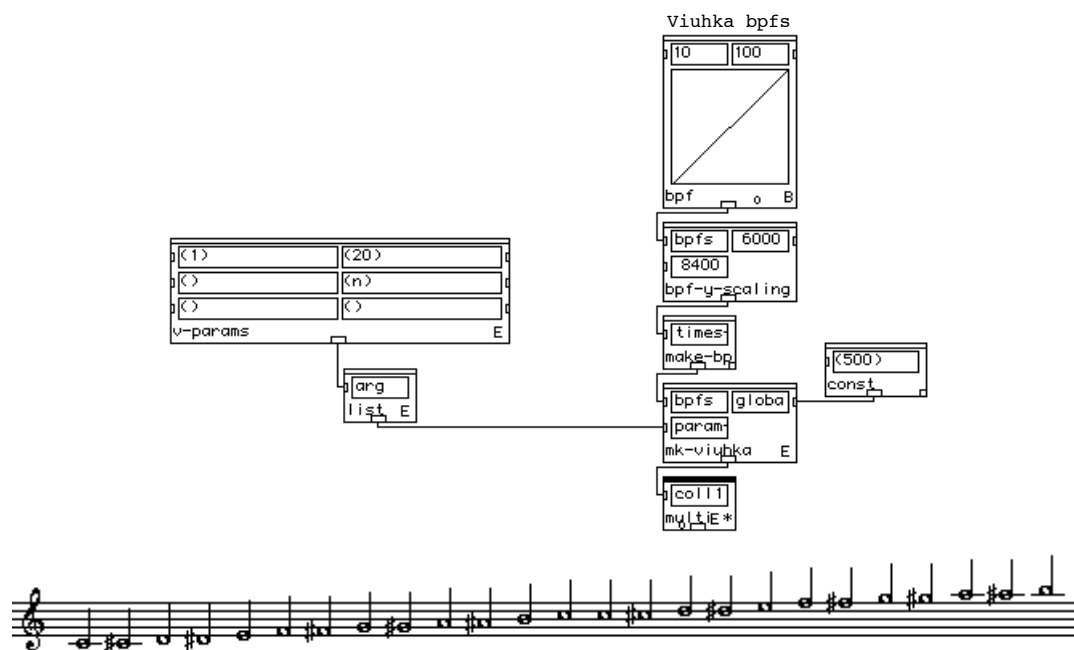 Viuhka bpfs
10 100
bpf o B
bpfs 6000
8400
bpf-y-scaling
(1) (20)
() (n)
() ()
v-params E
times-
make-bp
(500)
const
arg
list E
bpfs globa
param-
mk-viuhka E
coll1
multiE*
o